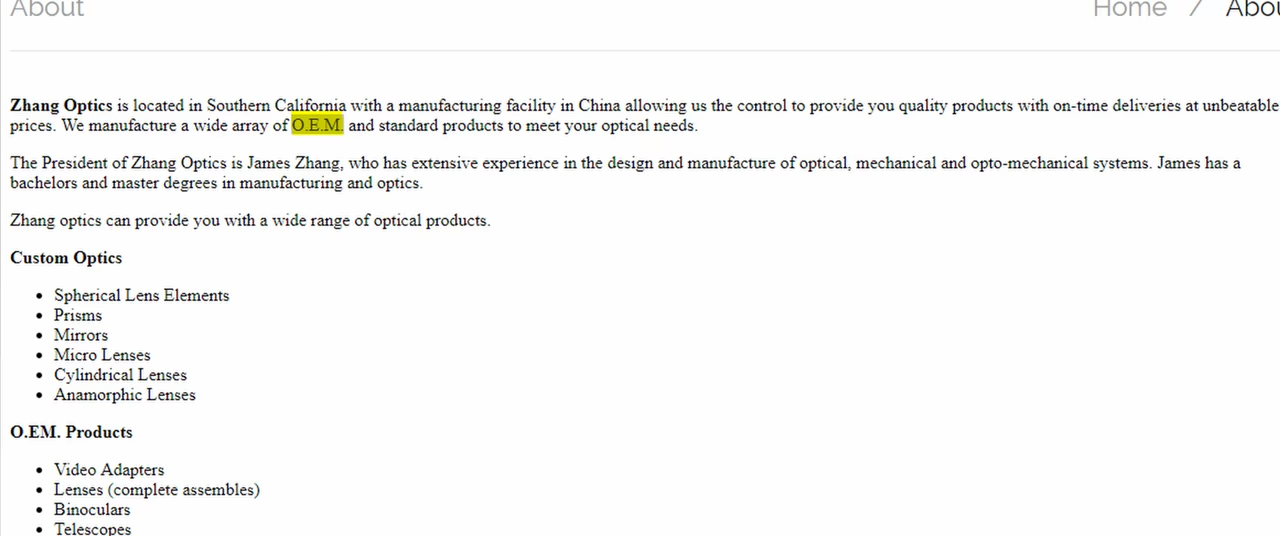 About
Home / Abou
Zhang Optics is located in Southern California with a manufacturing facility in China allowing us the control to provide you quality products with on-time deliveries at unbeatable
prices. We manufacture a wide array of O.E.M. and standard products to meet your optical needs.
The President of Zhang Optics is James Zhang, who has extensive experience in the design and manufacture of optical, mechanical and opto-mechanical systems. James has a
bachelors and master degrees in manufacturing and optics.
Zhang optics can provide you with a wide range of optical products.
Custom Optics
• Spherical Lens Elements
• Prisms
• Mirrors
• Micro Lenses
• Cylindrical Lenses
• Anamorphic Lenses
O.EM. Products
• Video Adapters
• Lenses (complete assembles)
• Binoculars
• Telescopes